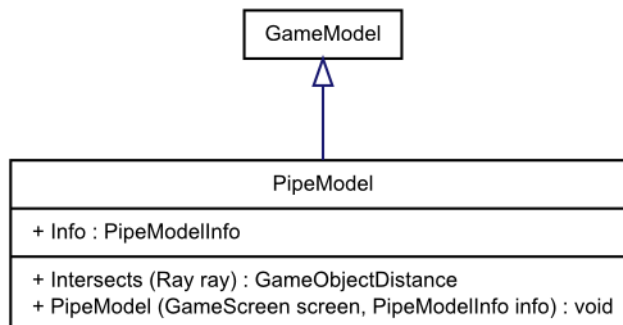 GameModel
PipeModel
+ Info : PipeModelInfo
+ Intersects (Ray ray) : GameObjectDistance
+ PipeModel (GameScreen screen, PipeModelInfo info) : void